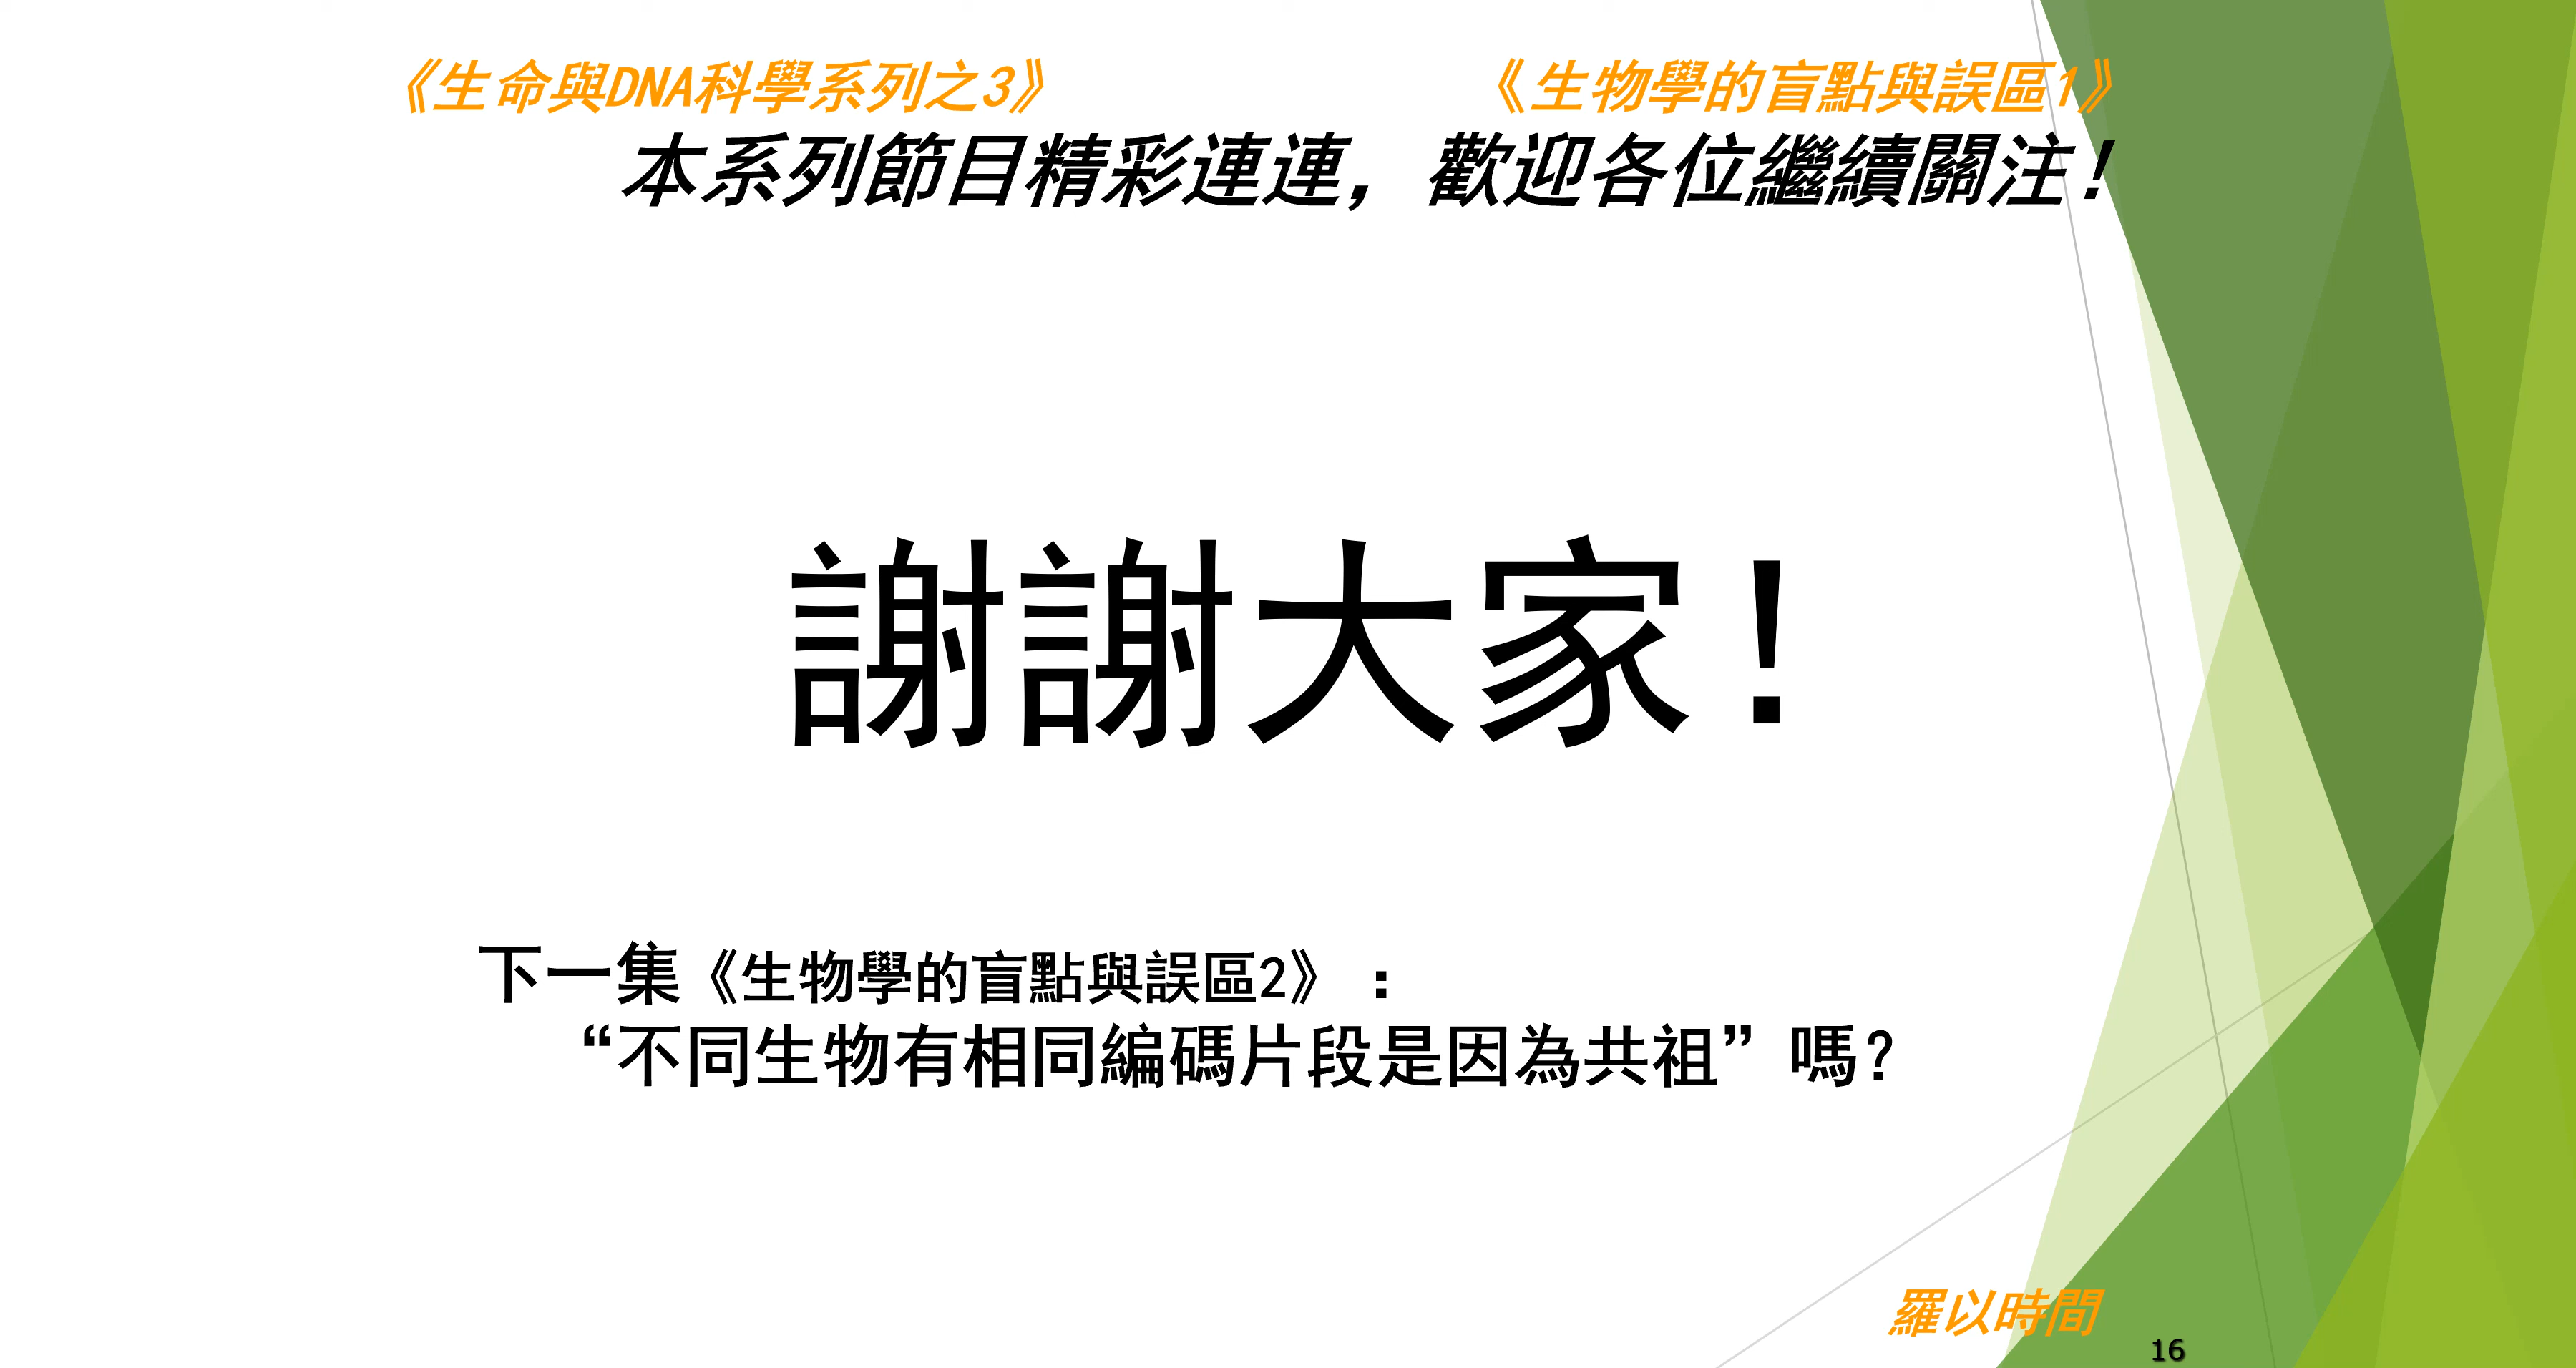 《生命與DNA科學系列之3》 《生物學的盲點與誤區1》
本系列節目精彩連連，歡迎各位繼續關注！
謝謝大家！
下一集《生物學的盲點與誤區2》：
“不同生物有相同編碼片段是因為共祖”嗎？
羅以時間
16